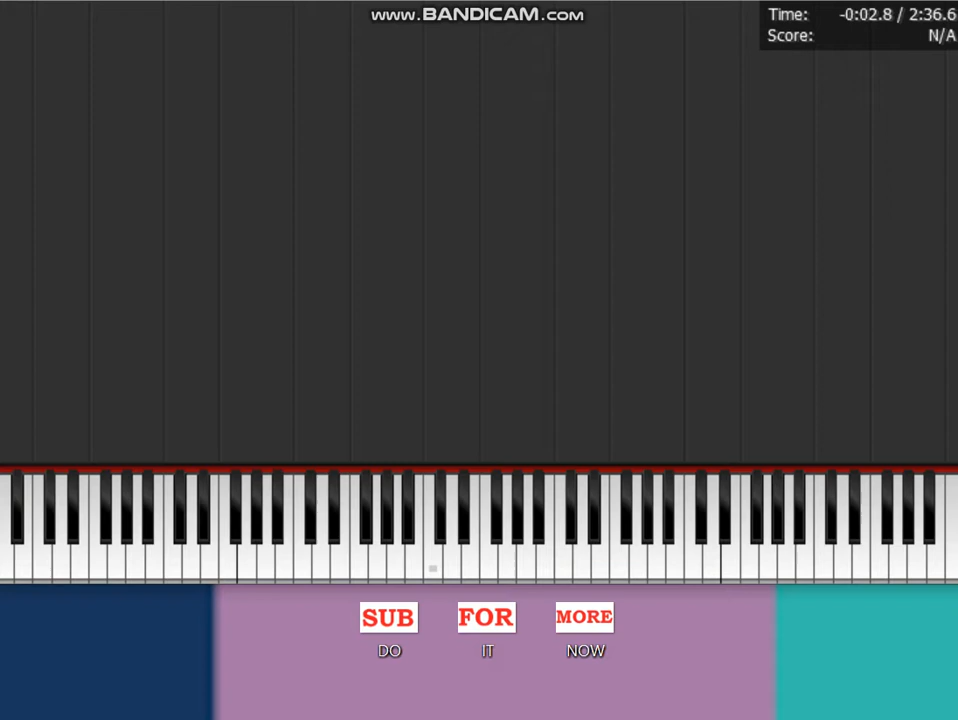 www.BANDICAM.com
Time: -0:02.8 / 2:36.6
Score: N/A
SUB FOR MORE
DO IT NOW